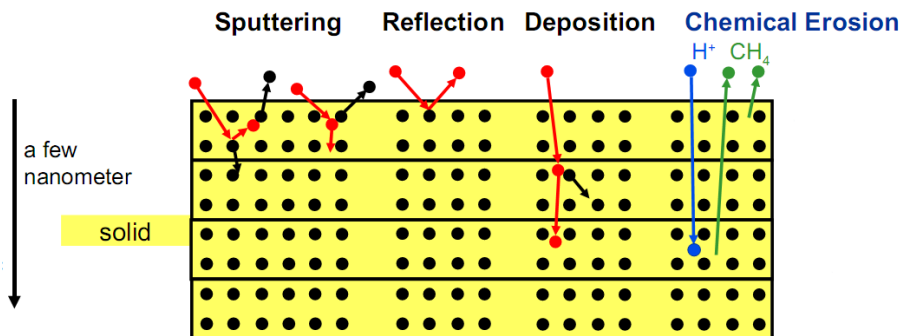 Sputtering Reflection Deposition Chemical Erosion
H⁺ CH₄
a few
nanometer
solid